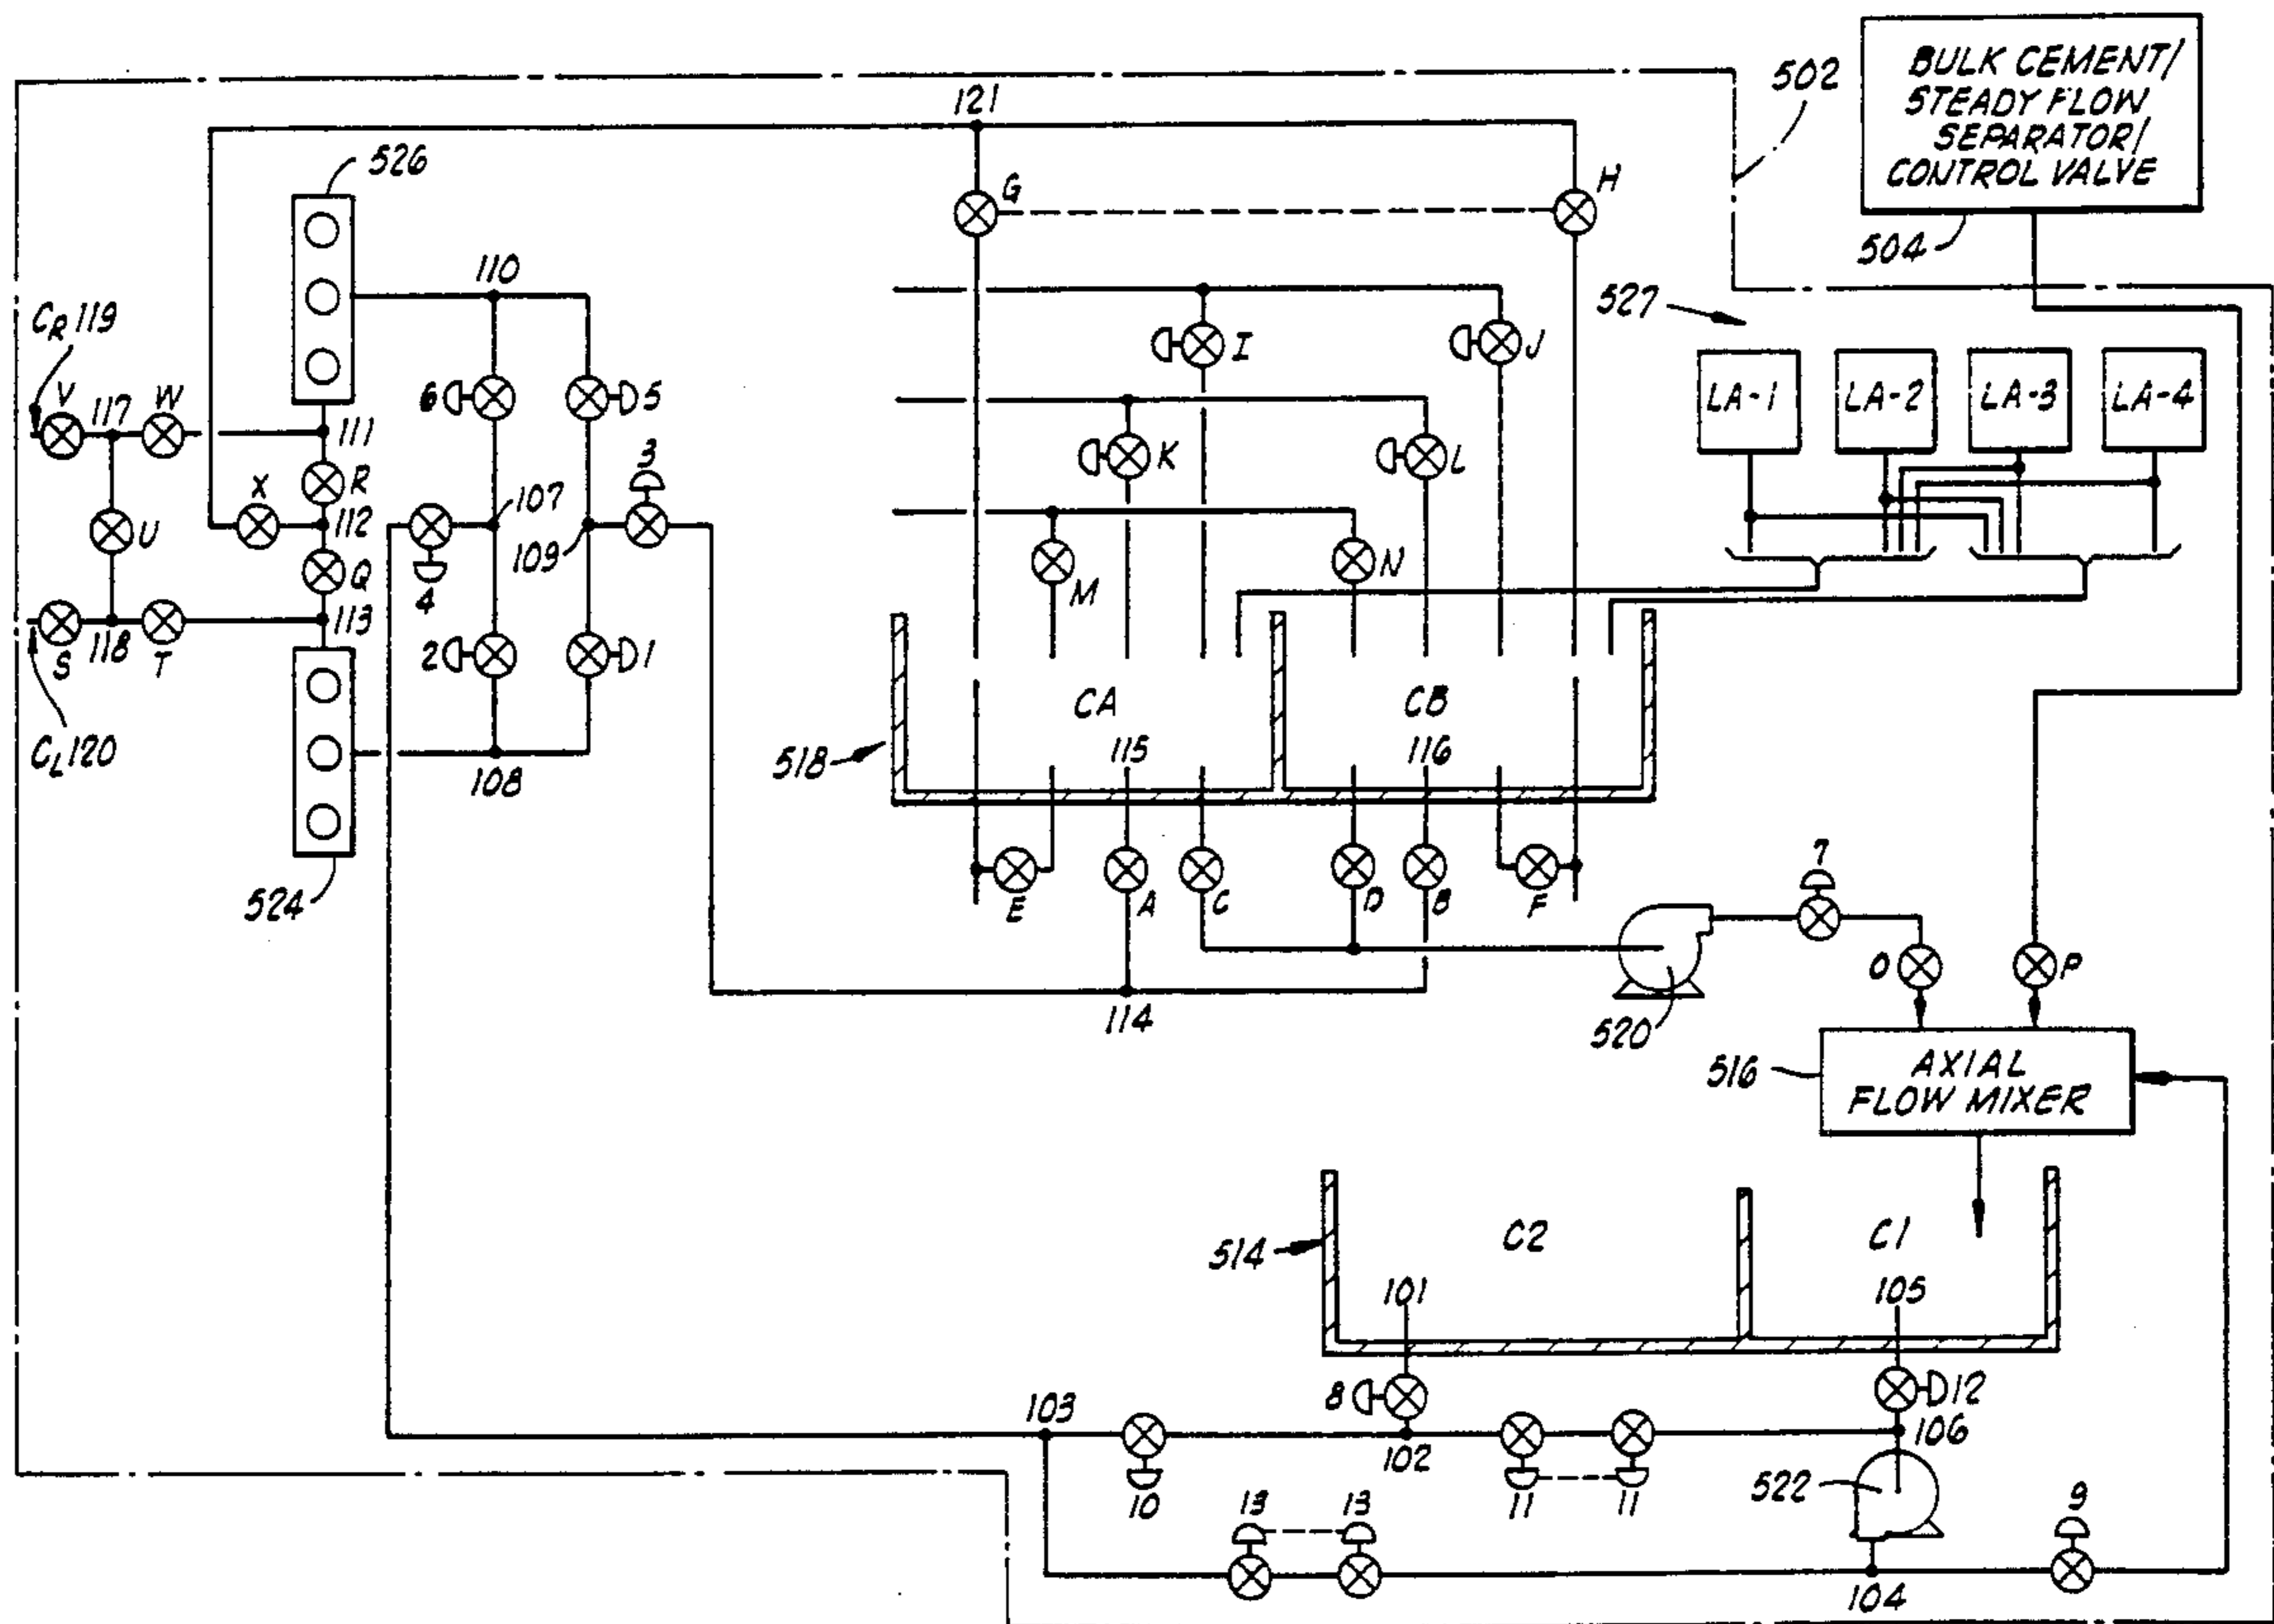 BULK CEMENT/
STEADY FLOW
SEPARATOR/
CONTROL VALVE
502
504
121
526
G
H
110
527
C_R 119
I
J
LA-1
LA-2
LA-3
LA-4
V
117
W
6
5
111
3
K
L
X
R
107
U
112
109
Q
4
M
N
S
118
T
113
2
1
C_L 120
CA
CB
518
115
116
108
7
524
E
A
C
D
B
F
O
P
114
520
516
AXIAL
FLOW MIXER
C2
C1
514
101
105
8
12
103
102
106
10
11
11
522
13
13
9
104